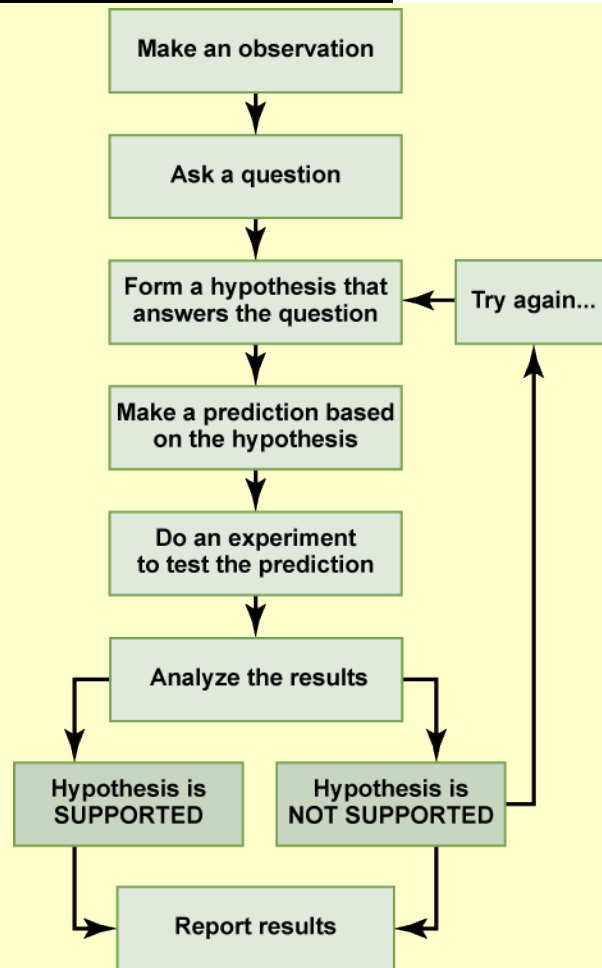 Make an observation
Ask a question
Form a hypothesis that
answers the question
Try again...
Make a prediction based
on the hypothesis
Do an experiment
to test the prediction
Analyze the results
Hypothesis is
SUPPORTED
Hypothesis is
NOT SUPPORTED
Report results